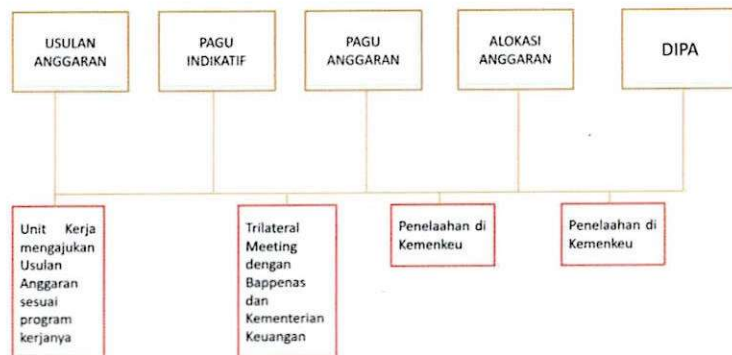 USULAN
ANGGARAN
PAGU
INDIKATIF
PAGU
ANGGARAN
ALOKASI
ANGGARAN
DIPA
Unit Kerja
mengajukan
Usulan
Anggaran
sesuai
program
kerjanya
Trilateral
Meeting
dengan
Bappenas
dan
Kementerian
Keuangan
Penelaahan di
Kemenkeu
Penelaahan di
Kemenkeu